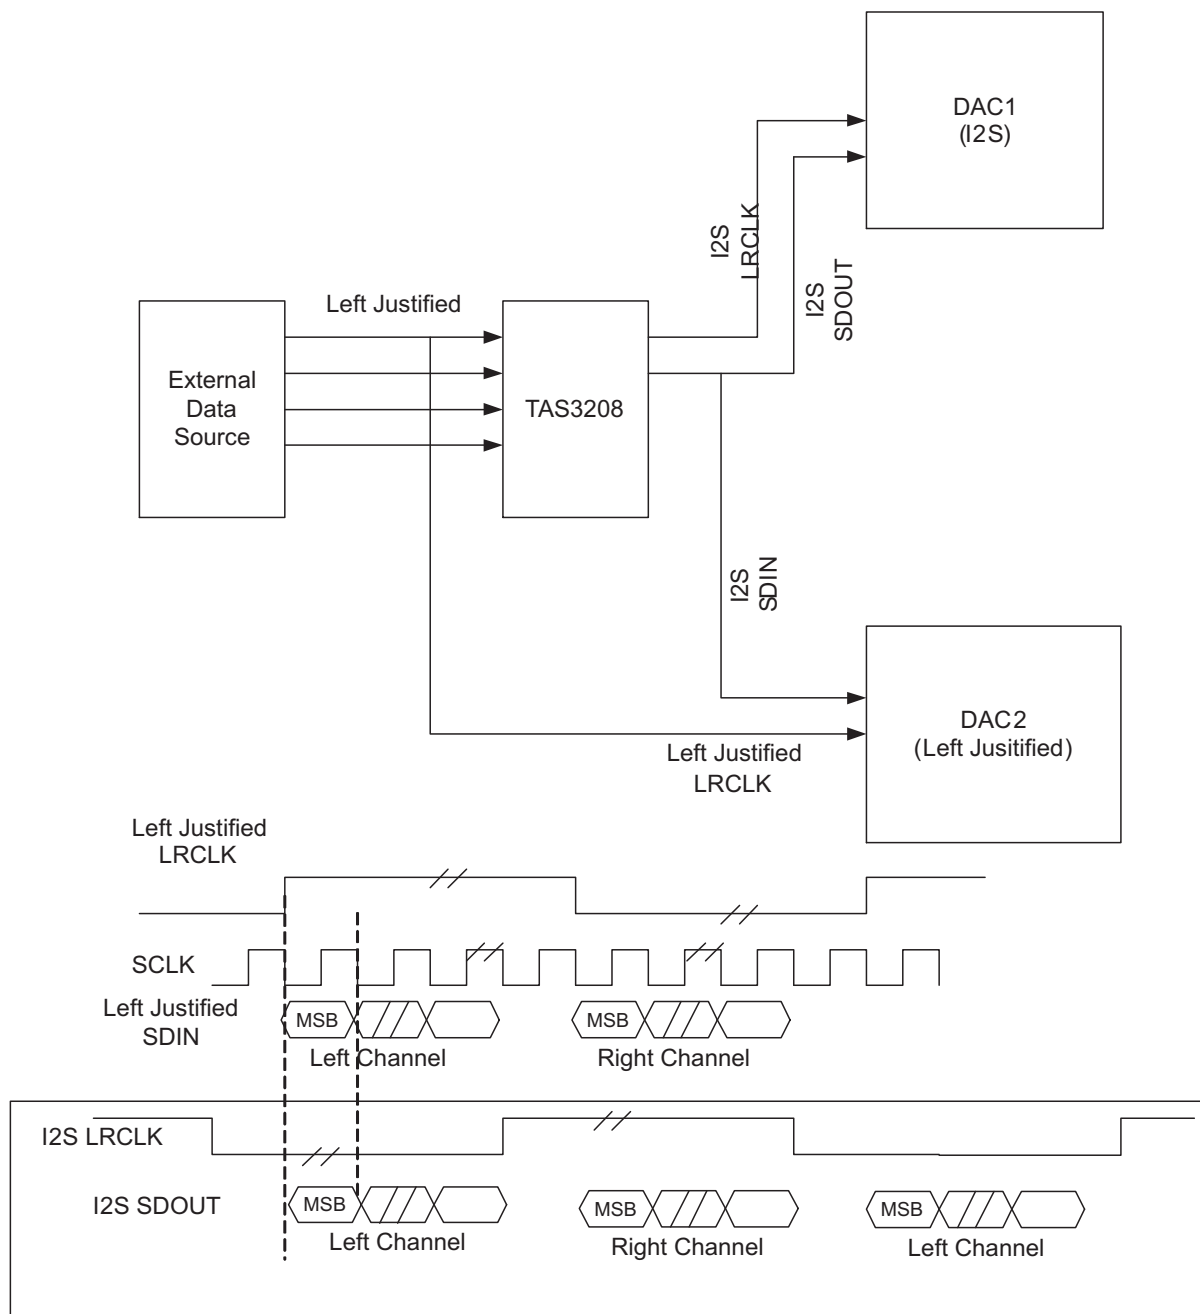 DAC1
(I2S)
I2S
LRCLK
I2S
SDOUT
Left Justified
External
Data
Source
TAS3208
I2S
SDIN
DAC2
(Left Jusitified)
Left Justified
LRCLK
Left Justified
LRCLK
SCLK
Left Justified
SDIN
MSB
MSB
Left Channel
Right Channel
I2S LRCLK
I2S SDOUT
MSB
MSB
MSB
Left Channel
Right Channel
Left Channel